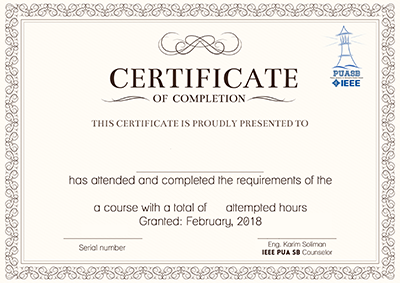 PUASB
IEEE
CERTIFICATE
OF COMPLETION
THIS CERTIFICATE IS PROUDLY PRESENTED TO
has attended and completed the requirements of the
a course with a total of attempted hours
Granted: February, 2018
Serial number
Eng. Karim Soliman
IEEE PUA SB Counselor